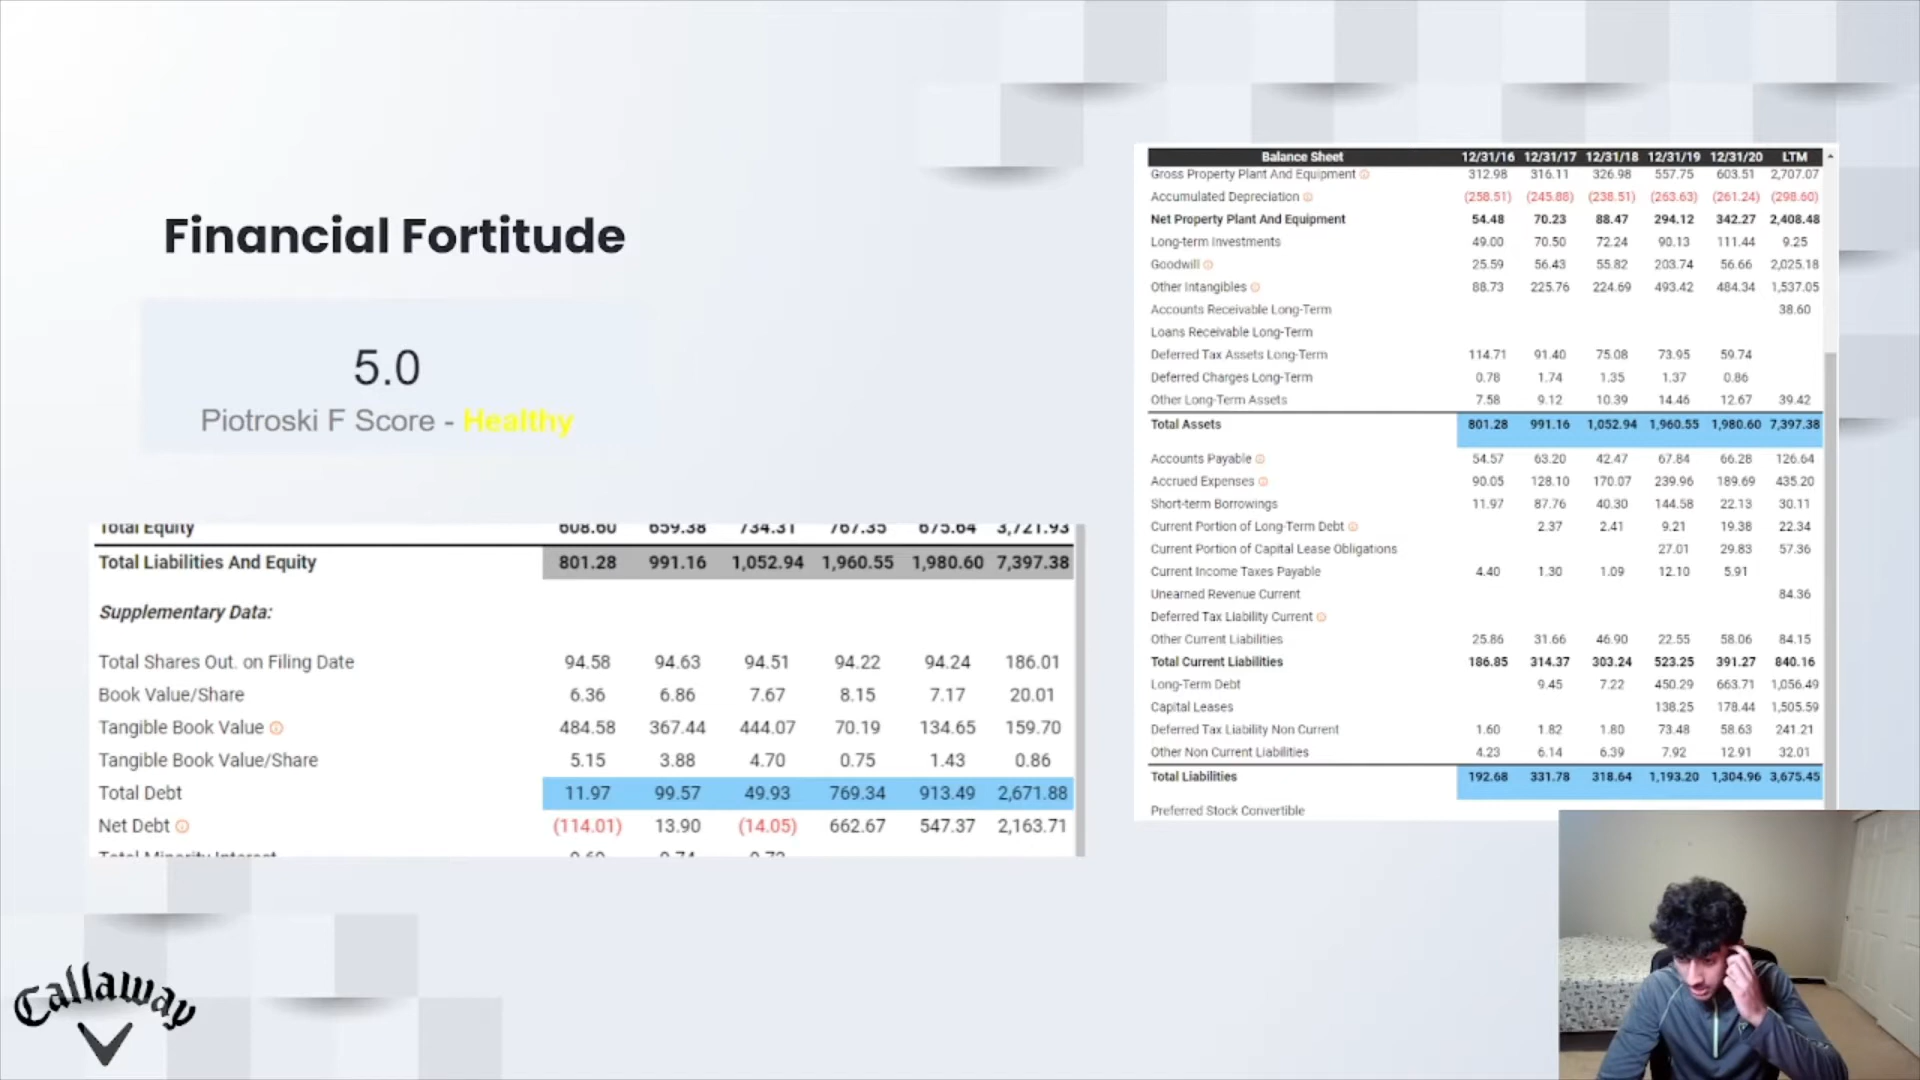 Financial Fortitude
5.0
Piotroski F Score - Healthy
Total Equity 608.60 659.38 734.31 767.35 675.64 3,721.93
Total Liabilities And Equity 801.28 991.16 1,052.94 1,960.55 1,980.60 7,397.38
Supplementary Data:
Total Shares Out. on Filing Date 94.58 94.63 94.51 94.22 94.24 186.01
Book Value/Share 6.36 6.86 7.67 8.15 7.17 20.01
Tangible Book Value 484.58 367.44 444.07 70.19 134.65 159.70
Tangible Book Value/Share 5.15 3.88 4.70 0.75 1.43 0.86
Total Debt 11.97 99.57 49.93 769.34 913.49 2,671.88
Net Debt (114.01) 13.90 (14.05) 662.67 547.37 2,163.71
Total Minority Interest
Balance Sheet 12/31/16 12/31/17 12/31/18 12/31/19 12/31/20 LTM
Gross Property Plant And Equipment 312.98 316.11 326.98 557.75 603.51 2,707.07
Accumulated Depreciation (258.51) (245.88) (238.51) (263.63) (261.24) (298.60)
Net Property Plant And Equipment 54.48 70.23 88.47 294.12 342.27 2,408.48
Long-term Investments 49.00 70.50 72.24 90.13 111.44 9.25
Goodwill 25.59 56.43 55.82 203.74 56.66 2,025.18
Other Intangibles 88.73 225.76 224.69 493.42 484.34 1,537.05
Accounts Receivable Long-Term 38.60
Loans Receivable Long-Term
Deferred Tax Assets Long-Term 114.71 91.40 75.08 73.95 59.74
Deferred Charges Long-Term 0.78 1.74 1.35 1.37 0.86
Other Long-Term Assets 7.58 9.12 10.39 14.46 12.67 39.42
Total Assets 801.28 991.16 1,052.94 1,960.55 1,980.60 7,397.38
Accounts Payable 54.57 63.20 42.47 67.84 66.28 126.64
Accrued Expenses 90.05 128.10 170.07 239.96 189.69 435.20
Short-term Borrowings 11.97 87.76 40.30 144.58 22.13 30.11
Current Portion of Long-Term Debt 2.37 2.41 9.21 19.38 22.34
Current Portion of Capital Lease Obligations 27.01 29.83 57.36
Current Income Taxes Payable 4.40 1.30 1.09 12.10 5.91
Unearned Revenue Current 84.36
Deferred Tax Liability Current
Other Current Liabilities 25.86 31.66 46.90 22.55 58.06 84.15
Total Current Liabilities 186.85 314.37 303.24 523.25 391.27 840.16
Long-Term Debt 9.45 7.22 450.29 663.71 1,056.49
Capital Leases 138.25 178.44 1,505.59
Deferred Tax Liability Non Current 1.60 1.82 1.80 73.48 58.63 241.21
Other Non Current Liabilities 4.23 6.14 6.39 7.92 12.91 32.01
Total Liabilities 192.68 331.78 318.64 1,193.20 1,304.96 3,675.45
Preferred Stock Convertible
Callaway